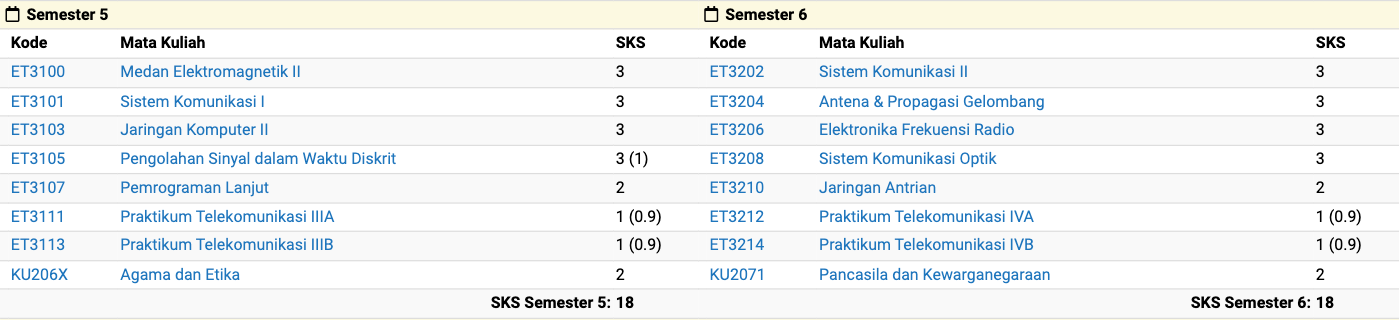 Semester 5
Kode Mata Kuliah SKS
ET3100 Medan Elektromagnetik II 3
ET3101 Sistem Komunikasi I 3
ET3103 Jaringan Komputer II 3
ET3105 Pengolahan Sinyal dalam Waktu Diskrit 3 (1)
ET3107 Pemrograman Lanjut 2
ET3111 Praktikum Telekomunikasi IIIA 1 (0.9)
ET3113 Praktikum Telekomunikasi IIIB 1 (0.9)
KU206X Agama dan Etika 2
SKS Semester 5: 18
Semester 6
Kode Mata Kuliah SKS
ET3202 Sistem Komunikasi II 3
ET3204 Antena & Propagasi Gelombang 3
ET3206 Elektronika Frekuensi Radio 3
ET3208 Sistem Komunikasi Optik 3
ET3210 Jaringan Antrian 2
ET3212 Praktikum Telekomunikasi IVA 1 (0.9)
ET3214 Praktikum Telekomunikasi IVB 1 (0.9)
KU2071 Pancasila dan Kewarganegaraan 2
SKS Semester 6: 18